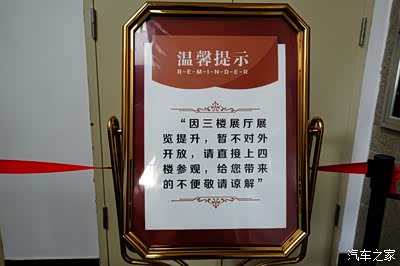 温馨提示
R-E-M-I-N-D-E-R
“因三楼展厅展
览提升，暂不对外
开放，请直接上四
楼参观，给您带来
的不便敬请谅解”
汽车之家